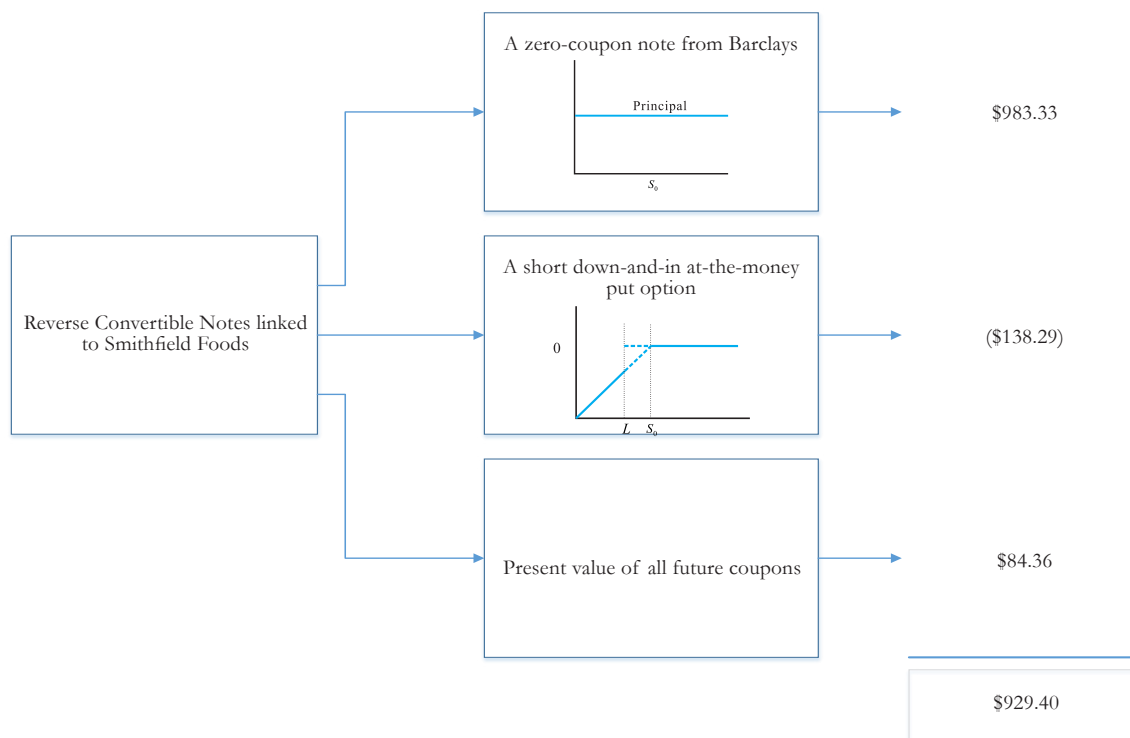 A zero-coupon note from Barclays
Principal
S₀
$983.33
Reverse Convertible Notes linked
to Smithfield Foods
A short down-and-in at-the-money
put option
0
L S₀
($138.29)
Present value of all future coupons
$84.36
$929.40